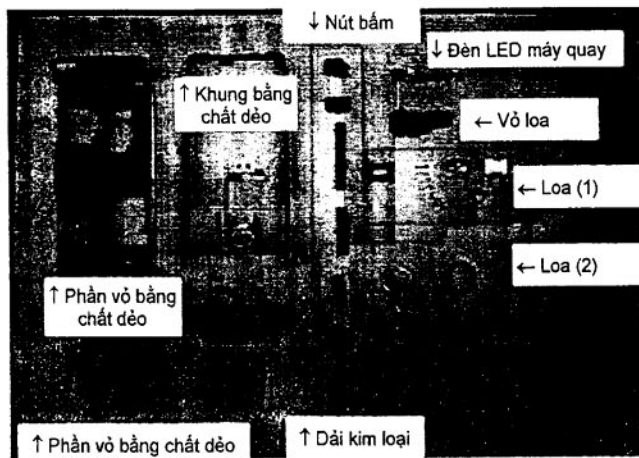 ↓ Nút bấm
↓ Đèn LED máy quay
↑ Khung bằng
chất dẻo
← Vỏ loa
← Loa (1)
← Loa (2)
↑ Phần vỏ bằng
chất dẻo
↑ Phần vỏ bằng chất dẻo
↑ Dải kim loại